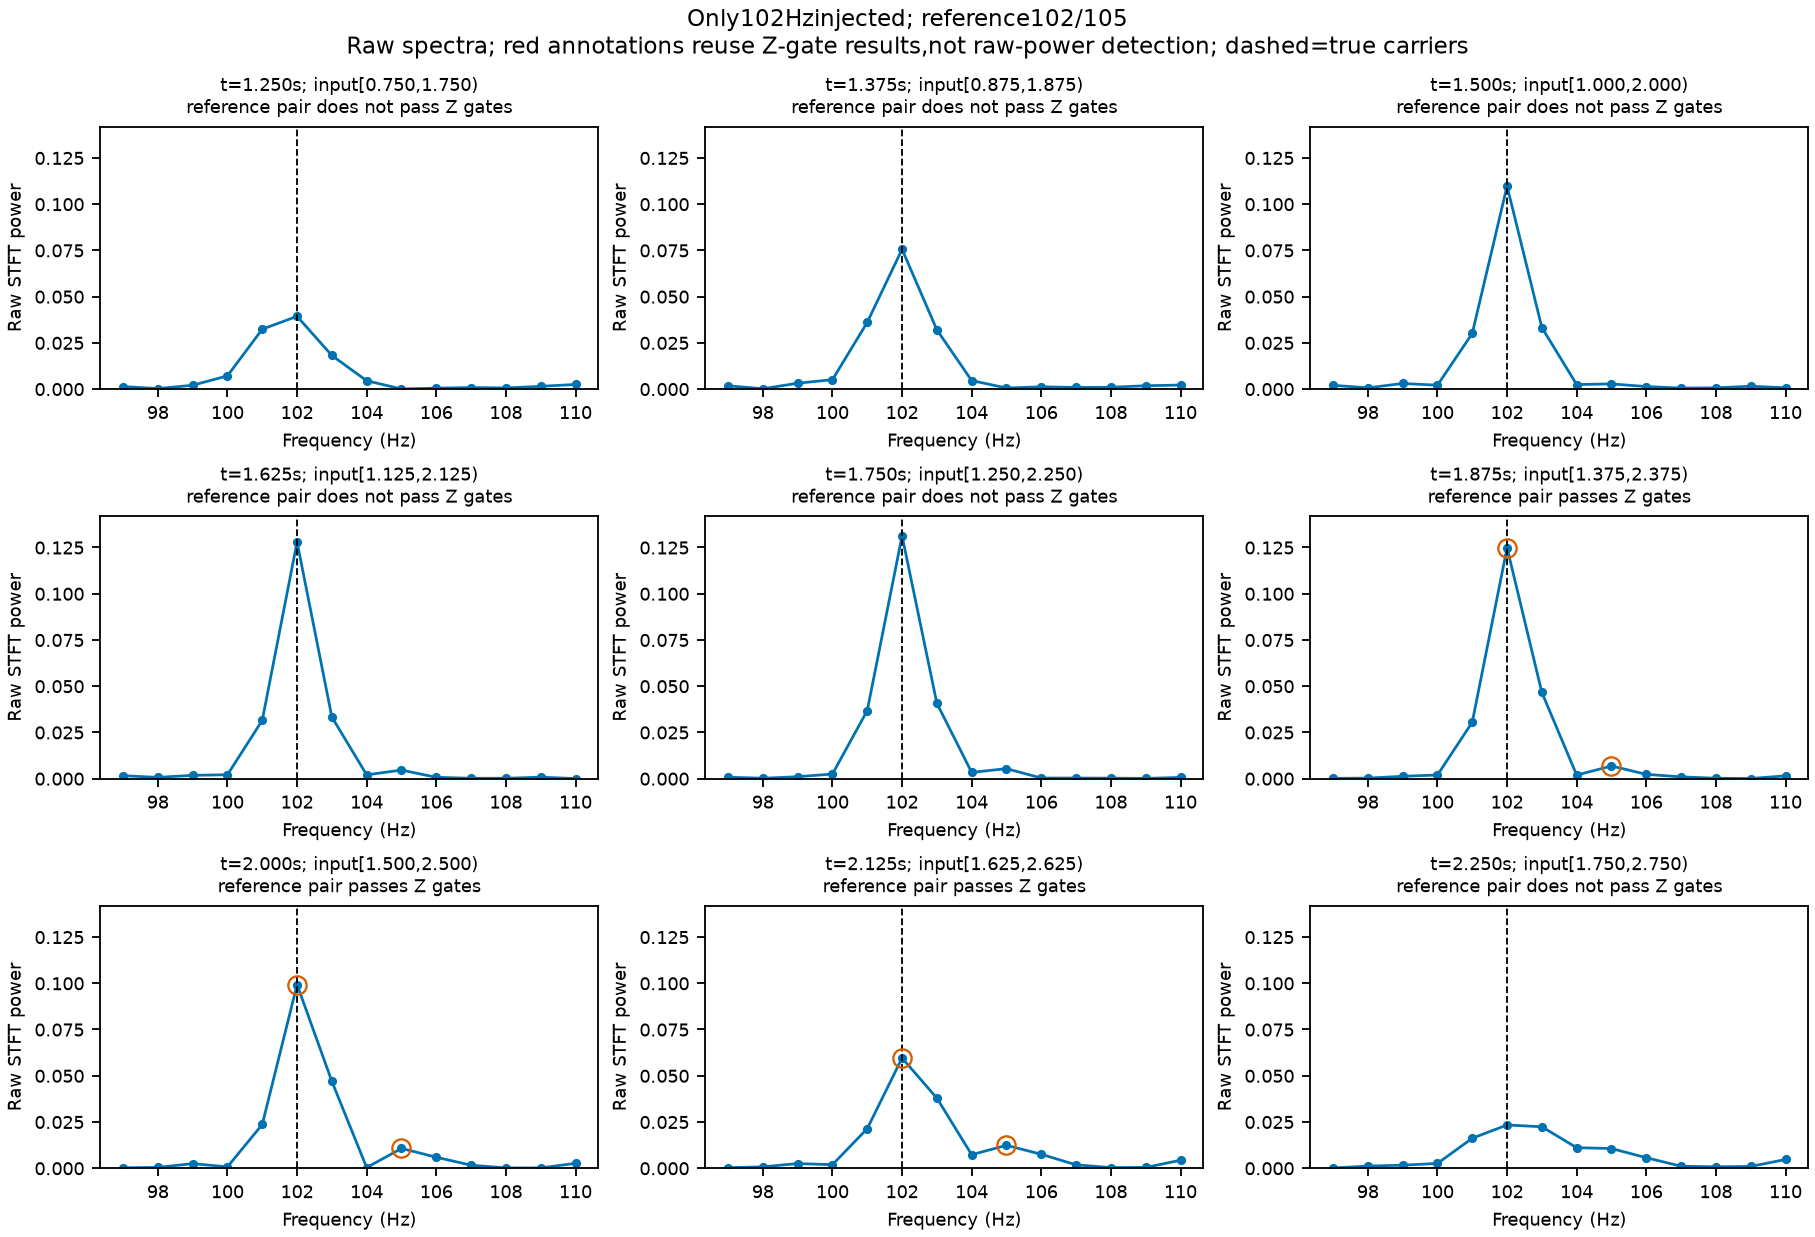 Only102Hzinjected; reference102/105
Raw spectra; red annotations reuse Z-gate results,not raw-power detection; dashed=true carriers
t=1.250s; input[0.750,1.750)
reference pair does not pass Z gates
Raw STFT power
0.125
0.100
0.075
0.050
0.025
0.000
98 100 102 104 106 108 110
Frequency (Hz)
t=1.375s; input[0.875,1.875)
reference pair does not pass Z gates
Raw STFT power
0.125
0.100
0.075
0.050
0.025
0.000
98 100 102 104 106 108 110
Frequency (Hz)
t=1.500s; input[1.000,2.000)
reference pair does not pass Z gates
Raw STFT power
0.125
0.100
0.075
0.050
0.025
0.000
98 100 102 104 106 108 110
Frequency (Hz)
t=1.625s; input[1.125,2.125)
reference pair does not pass Z gates
Raw STFT power
0.125
0.100
0.075
0.050
0.025
0.000
98 100 102 104 106 108 110
Frequency (Hz)
t=1.750s; input[1.250,2.250)
reference pair does not pass Z gates
Raw STFT power
0.125
0.100
0.075
0.050
0.025
0.000
98 100 102 104 106 108 110
Frequency (Hz)
t=1.875s; input[1.375,2.375)
reference pair passes Z gates
Raw STFT power
0.125
0.100
0.075
0.050
0.025
0.000
98 100 102 104 106 108 110
Frequency (Hz)
t=2.000s; input[1.500,2.500)
reference pair passes Z gates
Raw STFT power
0.125
0.100
0.075
0.050
0.025
0.000
98 100 102 104 106 108 110
Frequency (Hz)
t=2.125s; input[1.625,2.625)
reference pair passes Z gates
Raw STFT power
0.125
0.100
0.075
0.050
0.025
0.000
98 100 102 104 106 108 110
Frequency (Hz)
t=2.250s; input[1.750,2.750)
reference pair does not pass Z gates
Raw STFT power
0.125
0.100
0.075
0.050
0.025
0.000
98 100 102 104 106 108 110
Frequency (Hz)